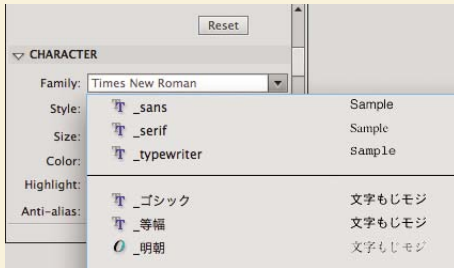 Reset
CHARACTER
Family: Times New Roman
Style:
_sans Sample
Size:
_serif Sample
_typewriter Sample
Color:
Highlight:
_ゴシック 文字もじモジ
Anti-alias:
_等幅 文字もじモジ
_明朝 文字もじモジ